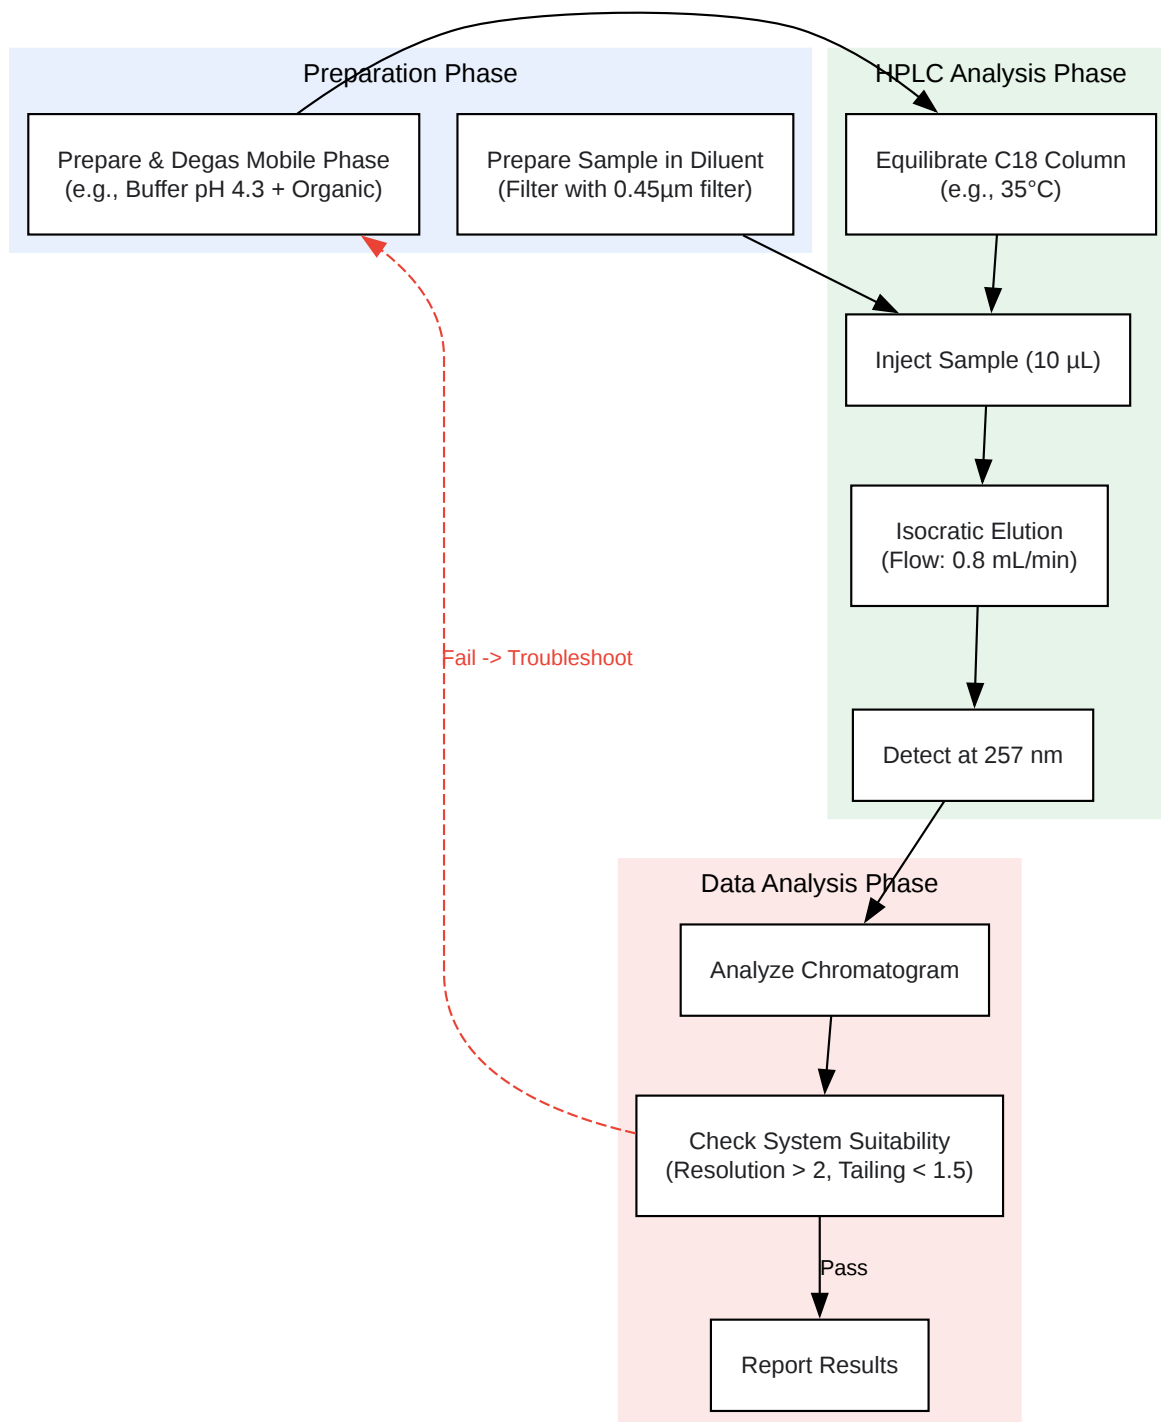 Preparation Phase
HPLC Analysis Phase
Prepare & Degas Mobile Phase
(e.g., Buffer pH 4.3 + Organic)
Prepare Sample in Diluent
(Filter with 0.45µm filter)
Equilibrate C18 Column
(e.g., 35°C)
Inject Sample (10 µL)
Isocratic Elution
(Flow: 0.8 mL/min)
Fail -> Troubleshoot
Detect at 257 nm
Data Analysis Phase
Analyze Chromatogram
Check System Suitability
(Resolution > 2, Tailing < 1.5)
Pass
Report Results